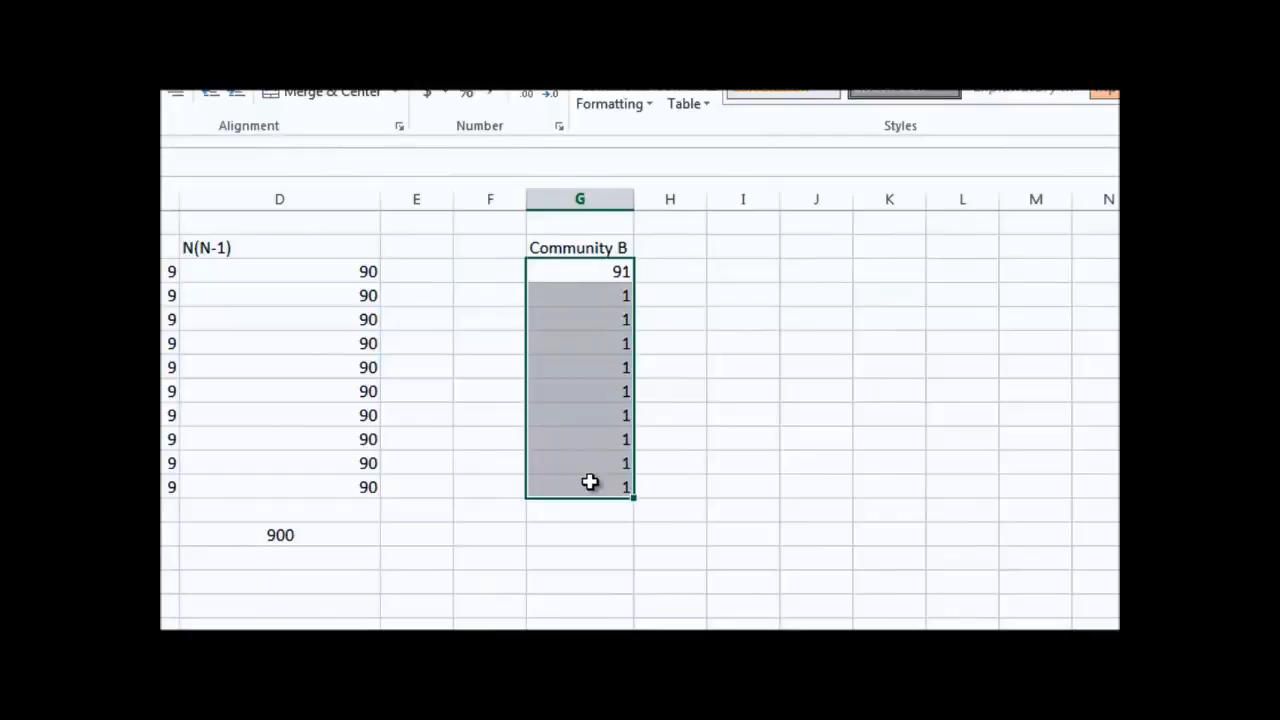 Merge & Center $ % .00 .0
Formatting Table
Alignment Number Styles
D E F G H I J K L M N
N(N-1) Community B
9 90 91
9 90 1
9 90 1
9 90 1
9 90 1
9 90 1
9 90 1
9 90 1
9 90 1
9 90 1
900